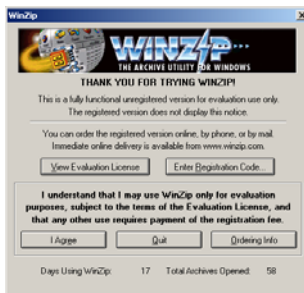 WinZip
WINZIP
THE ARCHIVE UTILITY FOR WINDOWS
THANK YOU FOR TRYING WINZIP!
This is a fully functional unregistered version for evaluation use only.
The registered version does not display this notice.
You can order the registered version online, by phone, or by mail.
Immediate online delivery is available from www.winzip.com.
View Evaluation License
Enter Registration Code...
I understand that I may use WinZip only for evaluation
purposes, subject to the terms of the Evaluation License, and
that any other use requires payment of the registration fee.
I Agree
Quit
Ordering Info
Days Using WinZip: 17 Total Archives Opened: 58